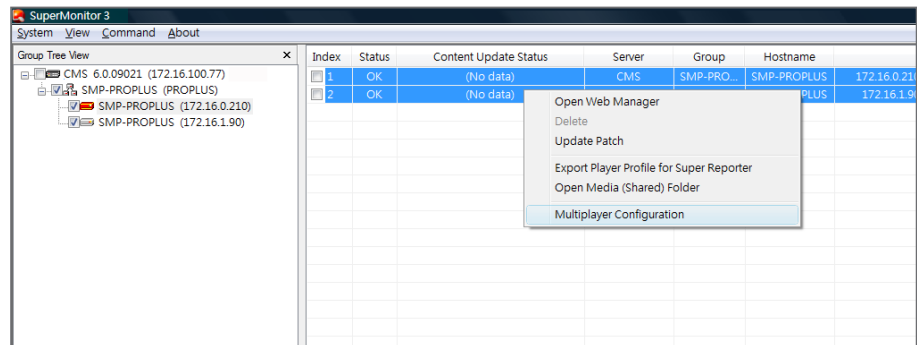 SuperMonitor 3
System View Command About
Group Tree View ×
CMS 6.0.09021 (172.16.100.77)
SMP-PROPLUS (PROPLUS)
SMP-PROPLUS (172.16.0.210)
SMP-PROPLUS (172.16.1.90)
Index Status Content Update Status Server Group Hostname
1 OK (No data) CMS SMP-PRO... SMP-PROPLUS 172.16.0.210
2 OK (No data) PLUS 172.16.1.90
Open Web Manager
Delete
Update Patch
Export Player Profile for Super Reporter
Open Media (Shared) Folder
Multiplayer Configuration